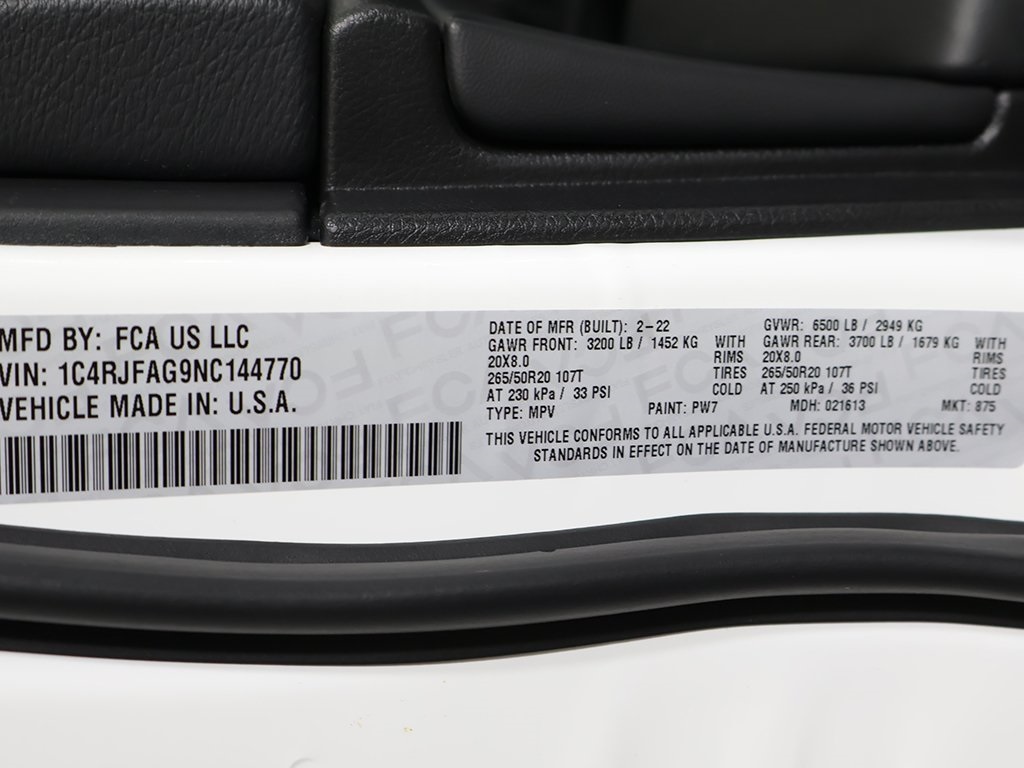 MFD BY: FCA US LLC
VIN: 1C4RJFAG9NC144770
VEHICLE MADE IN: U.S.A.
DATE OF MFR (BUILT): 2-22 GVWR: 6500 LB / 2949 KG
GAWR FRONT: 3200 LB / 1452 KG WITH GAWR REAR: 3700 LB / 1679 KG WITH
20X8.0 RIMS 20X8.0 RIMS
265/50R20 107T TIRES 265/50R20 107T TIRES
AT 230 kPa / 33 PSI COLD AT 250 kPa / 36 PSI COLD
TYPE: MPV PAINT: PW7 MDH: 021613 MKT: 875
THIS VEHICLE CONFORMS TO ALL APPLICABLE U.S.A. FEDERAL MOTOR VEHICLE SAFETY
STANDARDS IN EFFECT ON THE DATE OF MANUFACTURE SHOWN ABOVE.